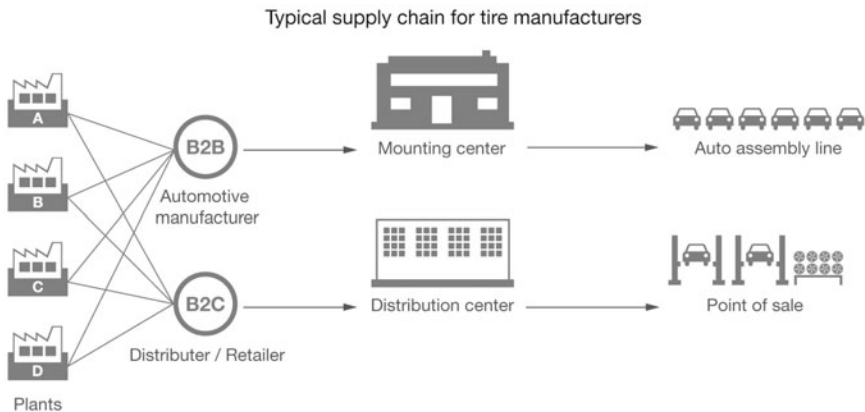 Typical supply chain for tire manufacturers
A
B2B
Mounting center
Auto assembly line
B
Automotive
manufacturer
C
B2C
Distribution center
Point of sale
D
Distributer / Retailer
Plants